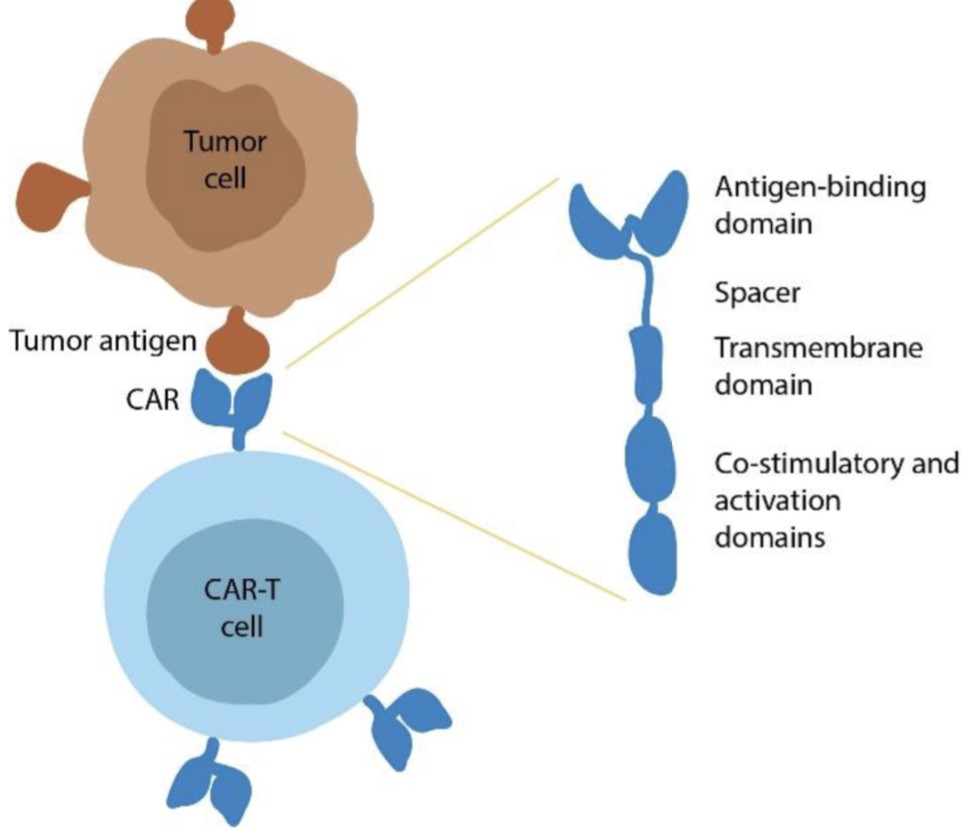 Tumor
cell
Tumor antigen
CAR
CAR-T
cell
Antigen-binding
domain
Spacer
Transmembrane
domain
Co-stimulatory and
activation
domains